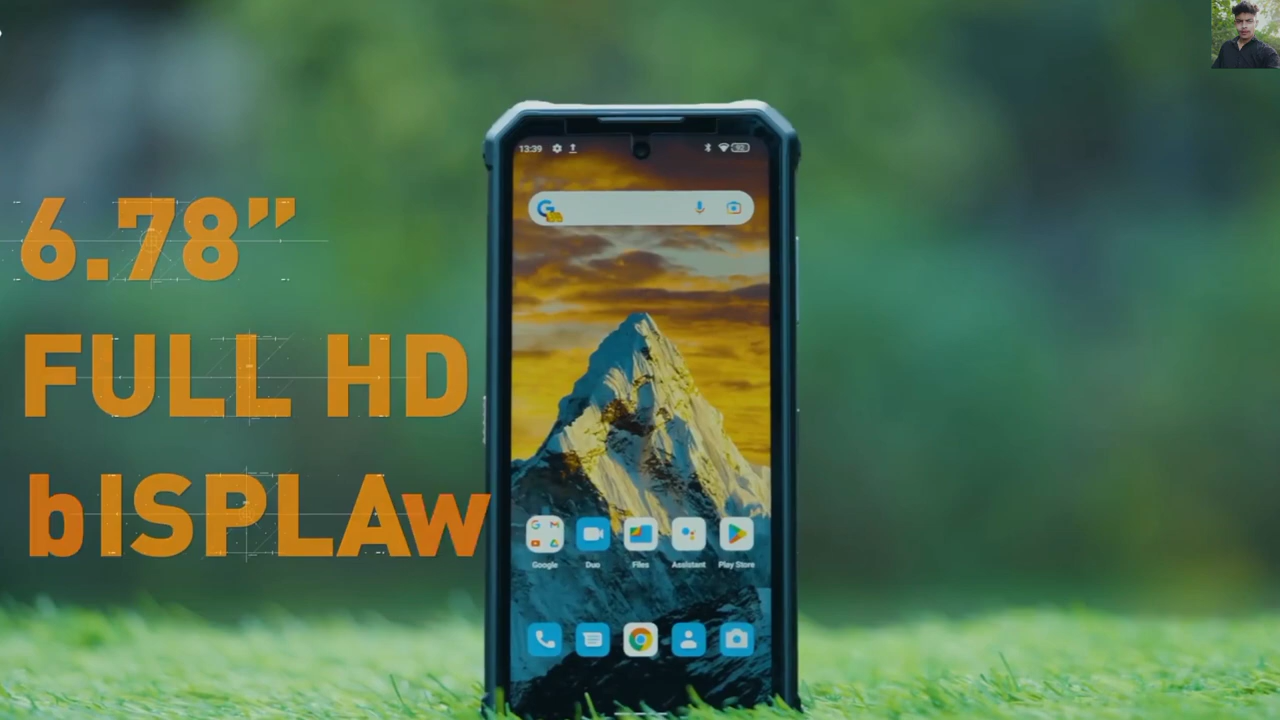 6.78”
FULL HD
bISPLAw
13:39
Google
Duo
Files
Assistant
Play Store